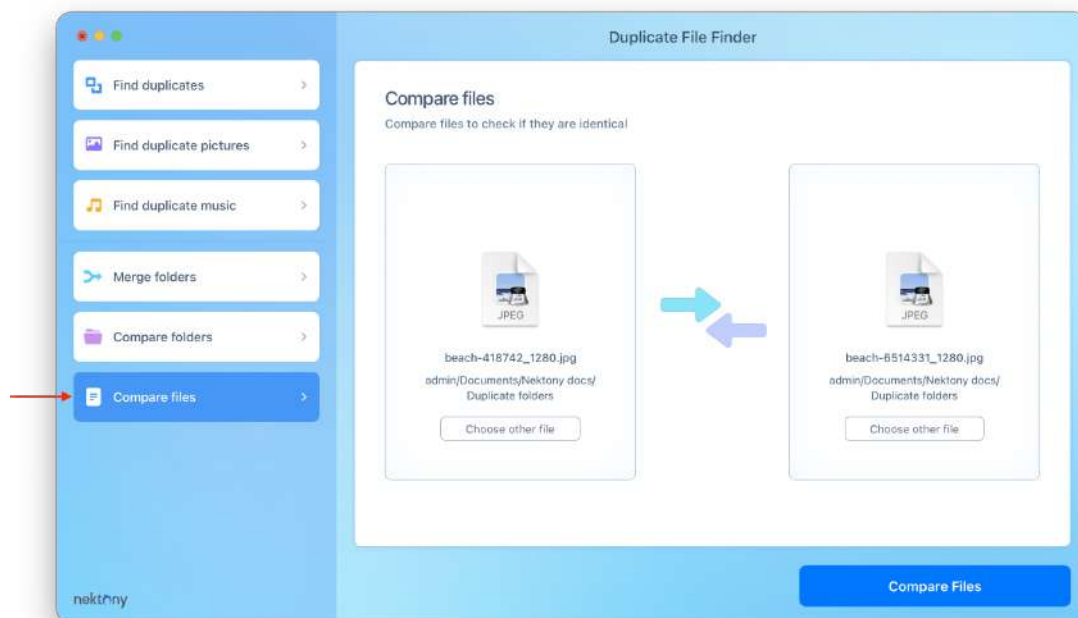 Duplicate File Finder
Find duplicates
Find duplicate pictures
Find duplicate music
Merge folders
Compare folders
Compare files
nektony
Compare files
Compare files to check if they are identical
JPEG
beach-418742_1280.jpg
admin/Documents/Nektony docs/
Duplicate folders
Choose other file
JPEG
beach-6514331_1280.jpg
admin/Documents/Nektony docs/
Duplicate folders
Choose other file
Compare Files